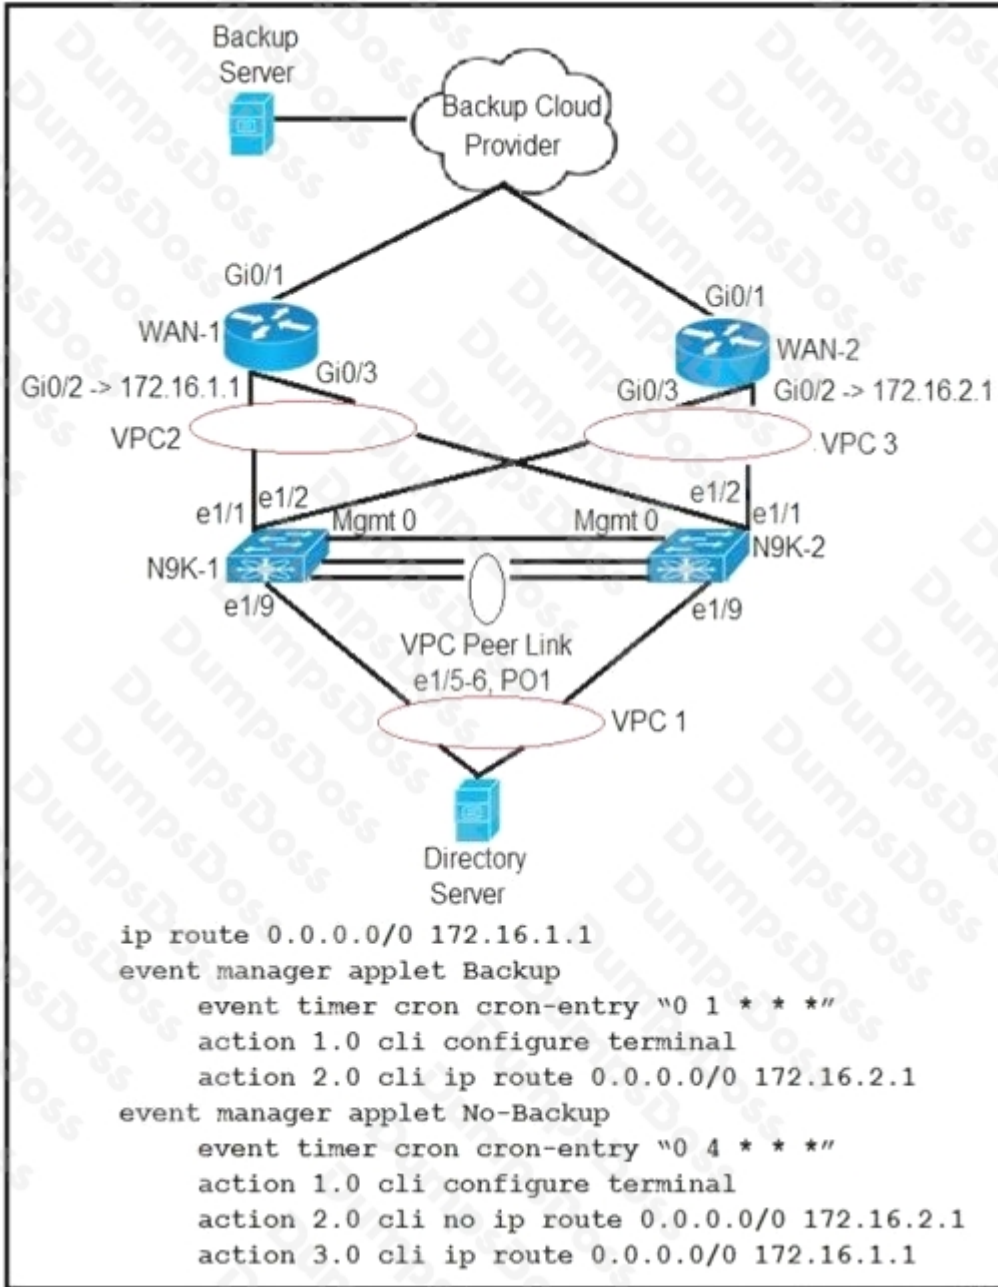 Backup
Server
Backup Cloud
Provider
Gi0/1
Gi0/1
WAN-1
WAN-2
Gi0/3
Gi0/2 -> 172.16.1.1
Gi0/3
Gi0/2 -> 172.16.2.1
VPC2
VPC 3
e1/2
e1/1
e1/2
e1/1
Mgmt 0
Mgmt 0
N9K-1
N9K-2
e1/9
e1/9
VPC Peer Link
e1/5-6, PO1
VPC 1
Directory
Server
ip route 0.0.0.0/0 172.16.1.1
event manager applet Backup
event timer cron cron-entry “0 1 * * *”
action 1.0 cli configure terminal
action 2.0 cli ip route 0.0.0.0/0 172.16.2.1
event manager applet No-Backup
event timer cron cron-entry “0 4 * * *”
action 1.0 cli configure terminal
action 2.0 cli no ip route 0.0.0.0/0 172.16.2.1
action 3.0 cli ip route 0.0.0.0/0 172.16.1.1
DumpsDoss